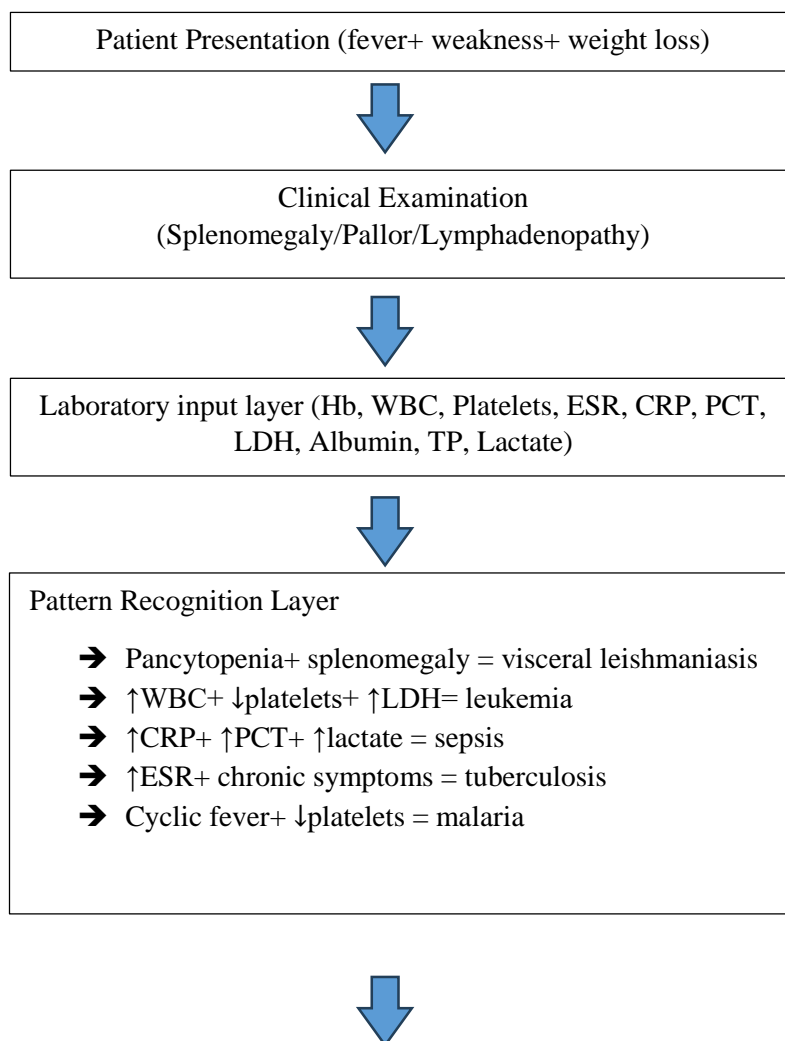 Patient Presentation (fever+ weakness+ weight loss)
Clinical Examination
(Splenomegaly/Pallor/Lymphadenopathy)
Laboratory input layer (Hb, WBC, Platelets, ESR, CRP, PCT,
LDH, Albumin, TP, Lactate)
Pattern Recognition Layer
➔ Pancytopenia+ splenomegaly = visceral leishmaniasis
➔ ↑WBC+ ↓platelets+ ↑LDH= leukemia
➔ ↑CRP+ ↑PCT+ ↑lactate = sepsis
➔ ↑ESR+ chronic symptoms = tuberculosis
➔ Cyclic fever+ ↓platelets = malaria